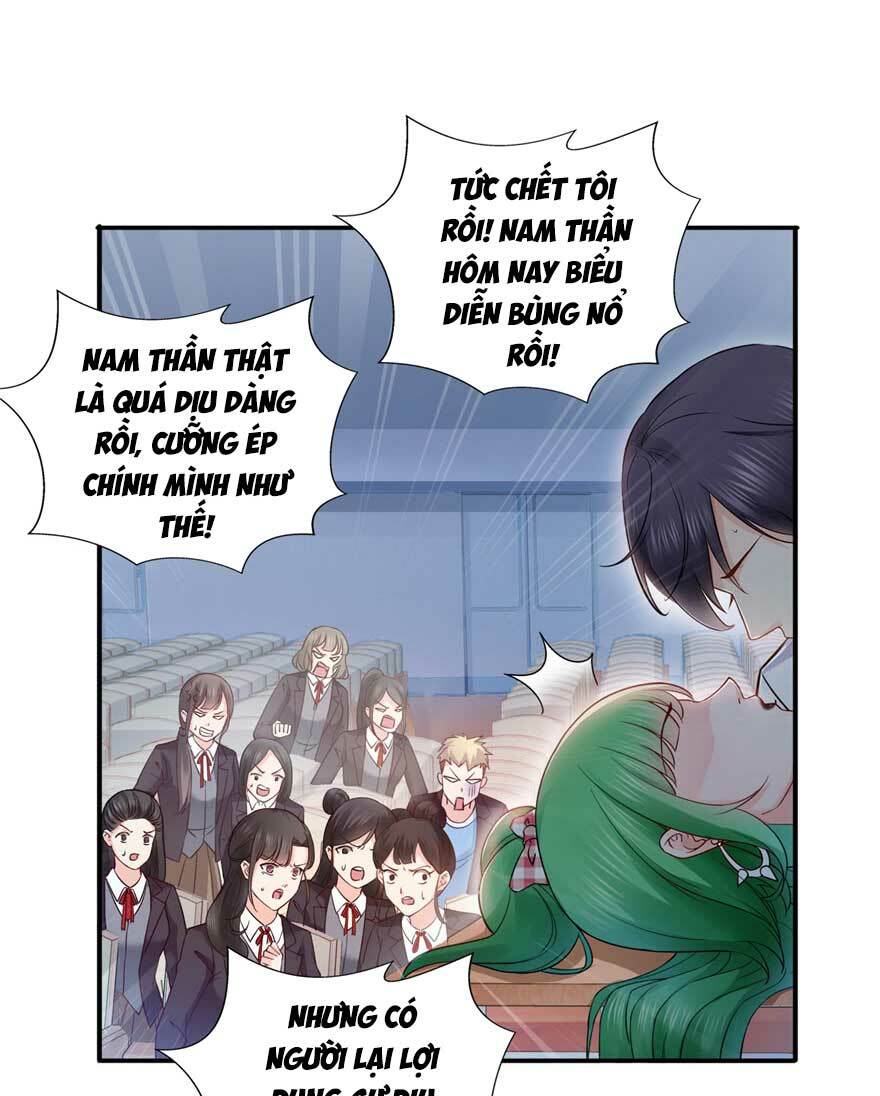 TỨC CHẾT TÔI
RỒI! NAM THẦN
HÔM NAY BIỂU
DIỄN BÙNG NỔ
RỒI!
NAM THẦN THẬT
LÀ QUÁ DỊU DÀNG
RỒI, CƯỠNG ÉP
CHÍNH MÌNH NHƯ
THẾ!
NHƯNG CÓ
NGƯỜI LẠI LỢI